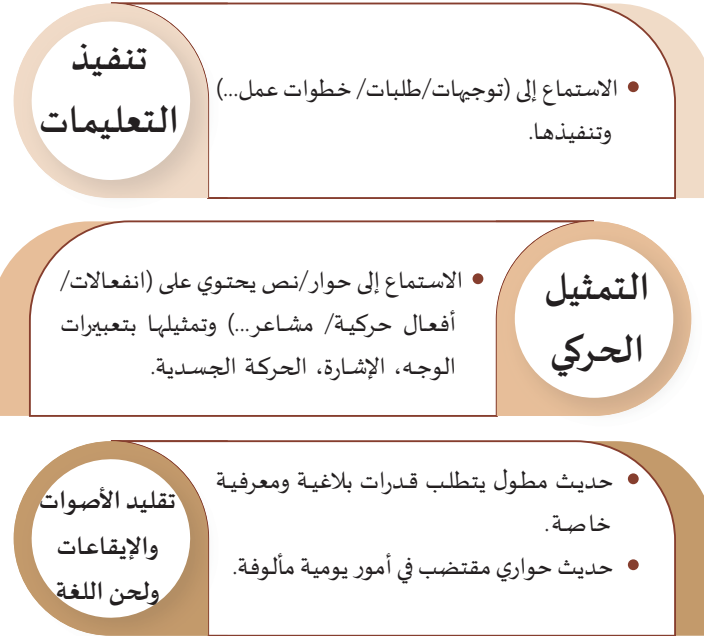 تنفيذ
التعليمات
• الاستماع إلى (توجيهات/طلبات/ خطوات عمل...)
وتنفيذها.
التمثيل
الحركي
• الاستماع إلى حوار/نص يحتوي على (انفعالات/
أفعال حركية/ مشاعر...) وتمثيلها بتعبيرات
الوجه، الإشارة، الحركة الجسدية.
تقليد الأصوات
والإيقاعات
ولحن اللغة
• حديث مطول يتطلب قدرات بلاغية ومعرفية
خاصة.
• حديث حواري مقتضب في أمور يومية مألوفة.